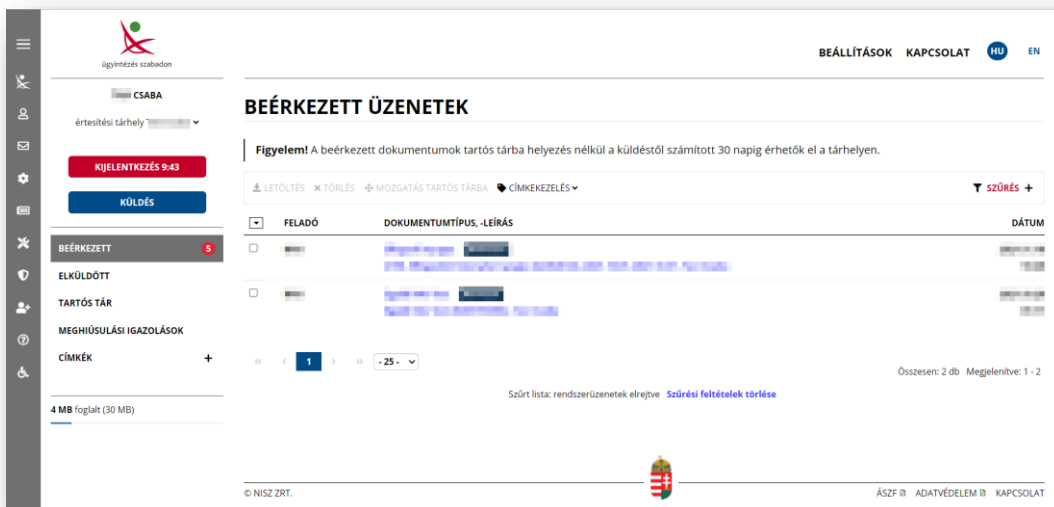 ügyintézés szabadon
BEÁLLÍTÁSOK KAPCSOLAT HU EN
CSABA
értesítési tárhely
KIJELENTKEZÉS 9:43
KÜLDÉS
BEÉRKEZETT 5
ELKÜLDÖTT
TARTÓS TÁR
MEGHIÚSULÁSI IGAZOLÁSOK
CÍMKÉK +
4 MB foglalt (30 MB)
BEÉRKEZETT ÜZENETEK
Figyelem! A beérkezett dokumentumok tartós tárba helyezés nélkül a küldéstől számított 30 napig érhetők el a tárhelyen.
LETÖLTÉS × TÖRLÉS MOZGATÁS TARTÓS TÁRBA CÍMKEKEZELÉS SZŰRÉS +
FELADÓ DOKUMENTUMTÍPUS, -LEÍRÁS DÁTUM
« ‹ 1 › » - 25 -
Összesen: 2 db Megjelenítve: 1 - 2
Szűrt lista: rendszerüzenetek elrejtve Szűrési feltételek törlése
© NISZ ZRT. ÁSZF ADATVÉDELEM KAPCSOLAT